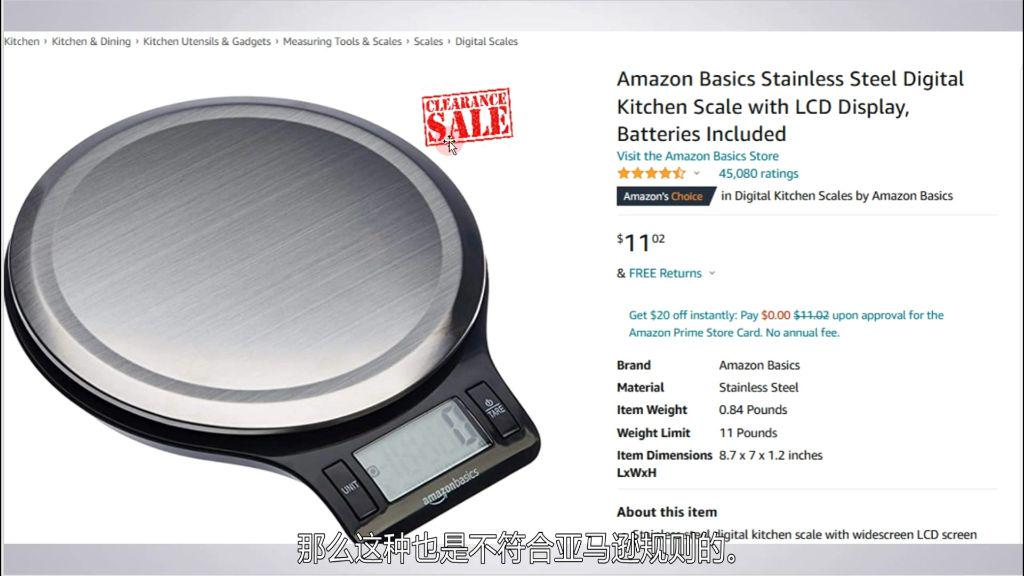 Kitchen › Kitchen & Dining › Kitchen Utensils & Gadgets › Measuring Tools & Scales › Scales › Digital Scales
CLEARANCE
SALE
Amazon Basics Stainless Steel Digital
Kitchen Scale with LCD Display,
Batteries Included
Visit the Amazon Basics Store
45,080 ratings
Amazon's Choice in Digital Kitchen Scales by Amazon Basics
$1102
& FREE Returns
Get $20 off instantly: Pay $0.00 $11.02 upon approval for the
Amazon Prime Store Card. No annual fee.
Brand Amazon Basics
Material Stainless Steel
Item Weight 0.84 Pounds
Weight Limit 11 Pounds
Item Dimensions 8.7 x 7 x 1.2 inches
LxWxH
About this item
Stainless steel digital kitchen scale with widescreen LCD screen
TARE
UNIT
0
amazonbasics
那么这种也是不符合亚马逊规则的。